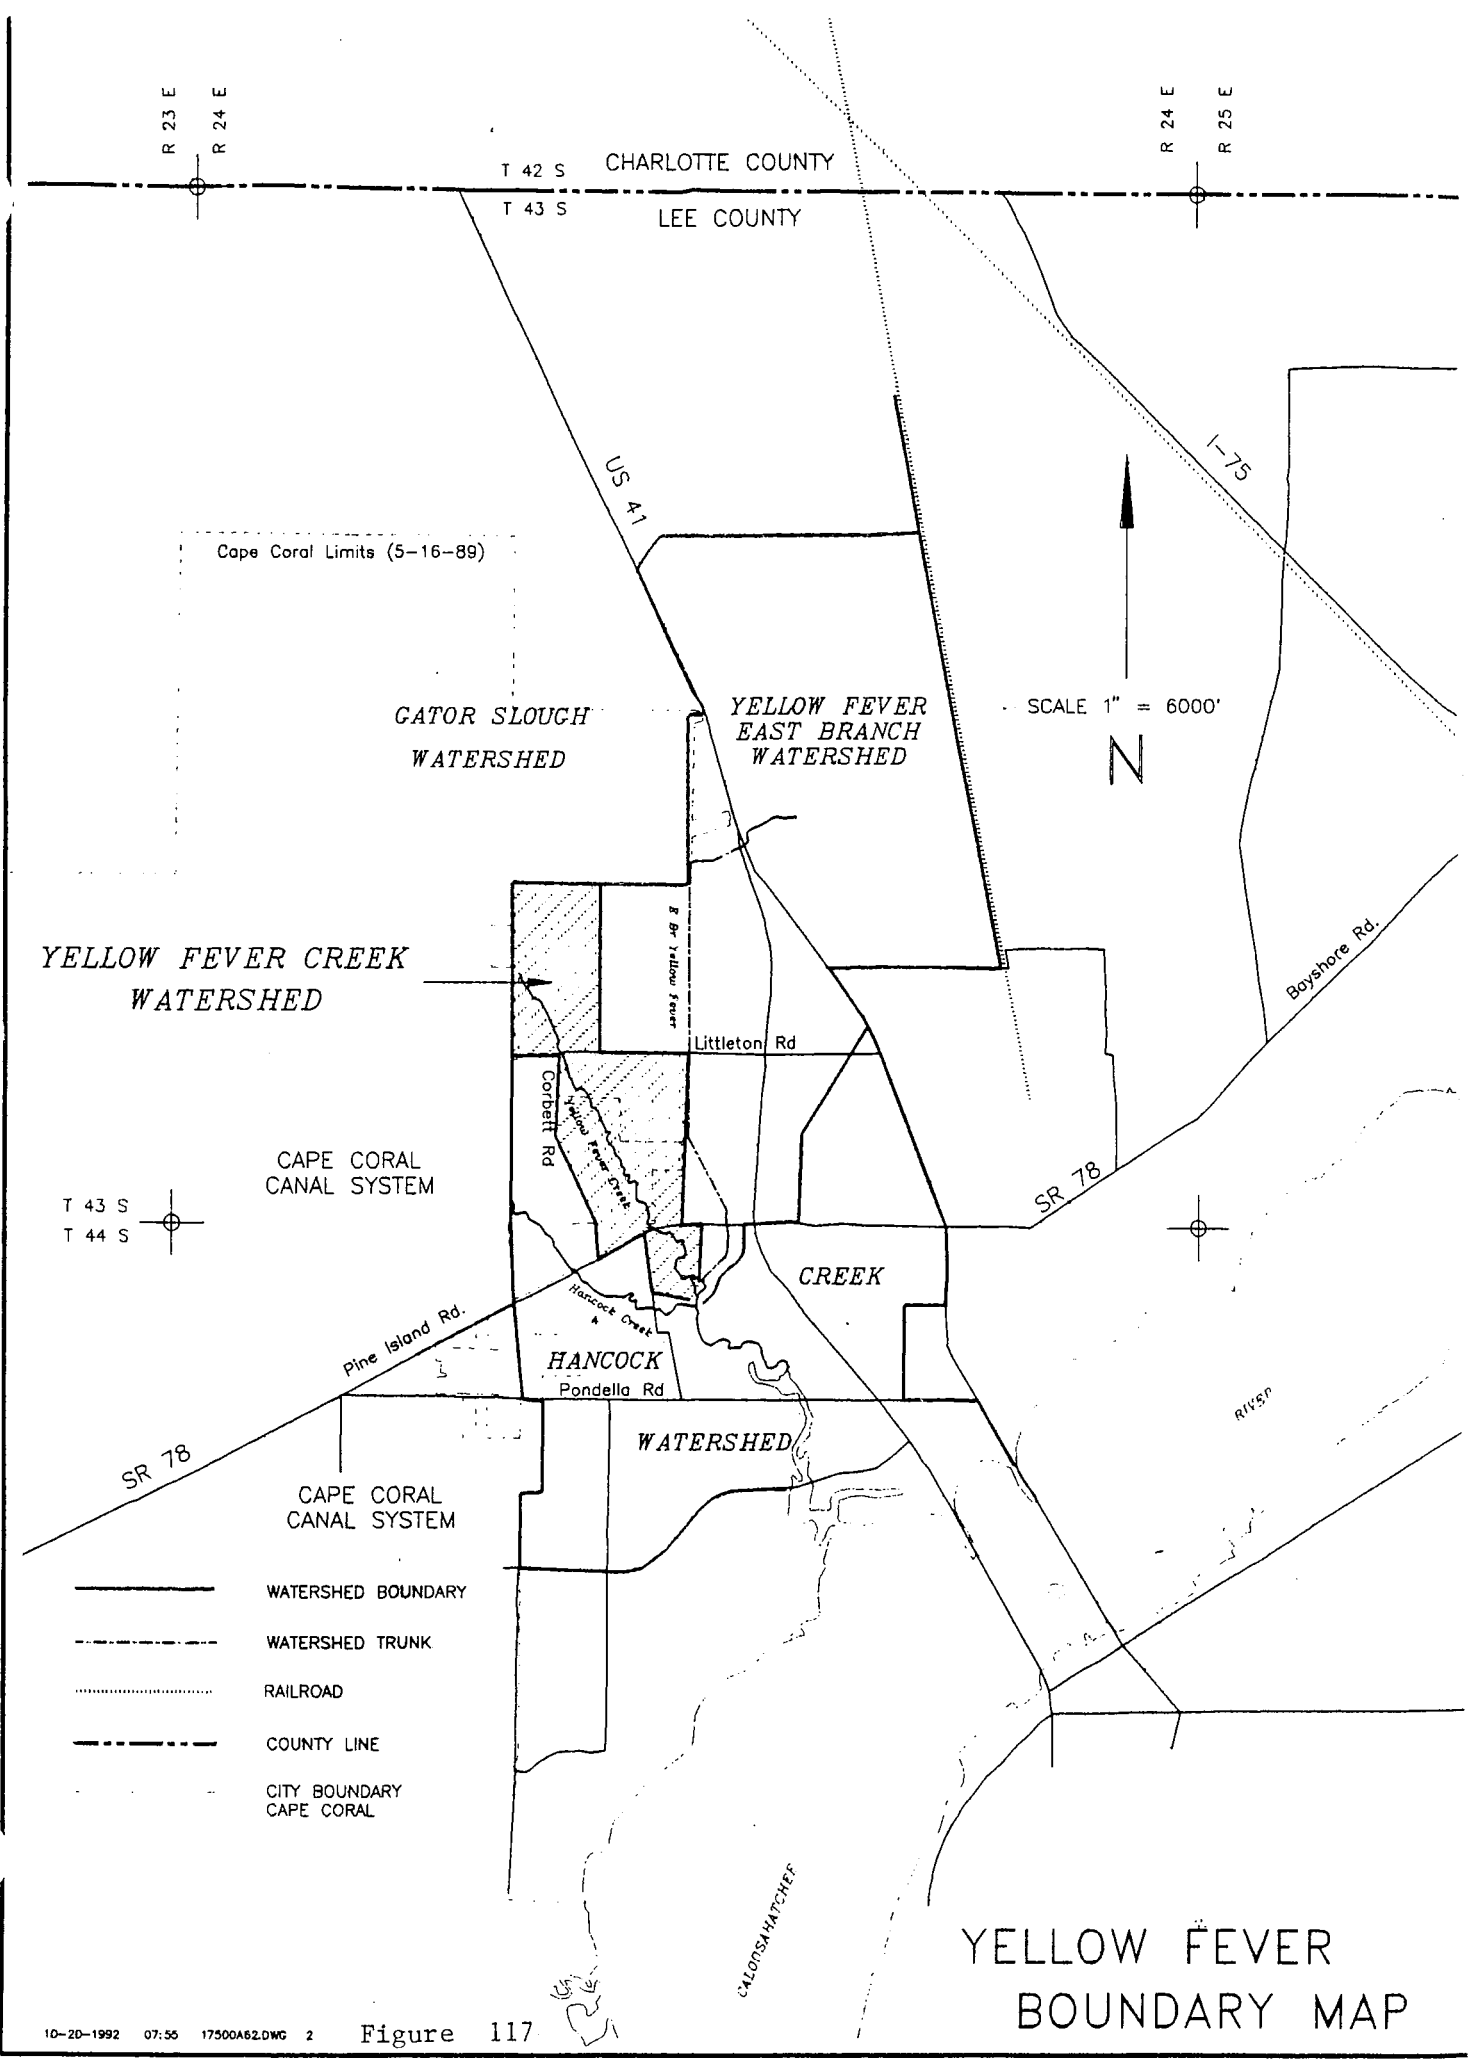 R 23 E
R 24 E
R 24 E
R 25 E
T 42 S
CHARLOTTE COUNTY
T 43 S
LEE COUNTY
US 41
I-75
Cape Coral Limits (5-16-89)
SCALE 1" = 6000'
N
GATOR SLOUGH
WATERSHED
YELLOW FEVER
EAST BRANCH
WATERSHED
YELLOW FEVER CREEK
WATERSHED
E Br Yellow Fever
Bayshore Rd.
Littleton Rd
Corbett Rd
Yellow Fever Creek
CAPE CORAL
CANAL SYSTEM
SR 78
T 43 S
T 44 S
CREEK
Hancock Creek
Pine Island Rd.
HANCOCK
Pondella Rd
RIVER
WATERSHED
SR 78
CAPE CORAL
CANAL SYSTEM
WATERSHED BOUNDARY
WATERSHED TRUNK
RAILROAD
COUNTY LINE
CITY BOUNDARY
CAPE CORAL
CALOOSAHATCHEE
YELLOW FEVER
BOUNDARY MAP
10-20-1992 07:55 17500A62.DWG 2
Figure 117